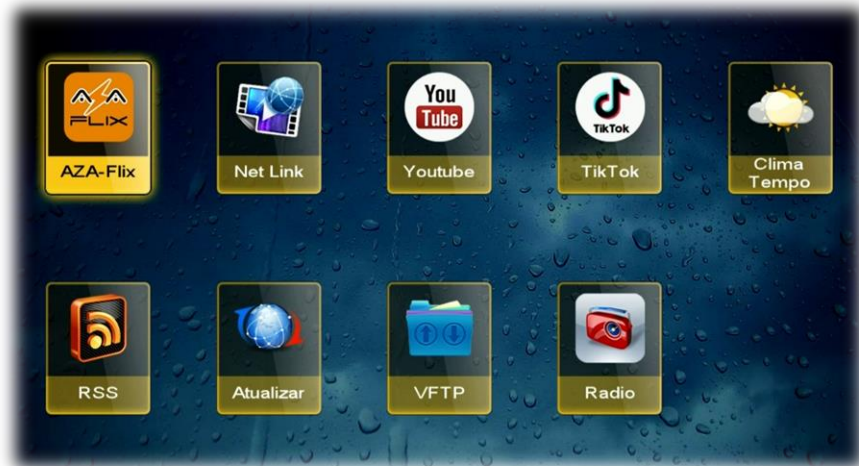 AZA
FLIX
AZA-Flix
Net Link
You
Tube
Youtube
TikTok
TikTok
Clima
Tempo
RSS
Atualizar
VFTP
Radio